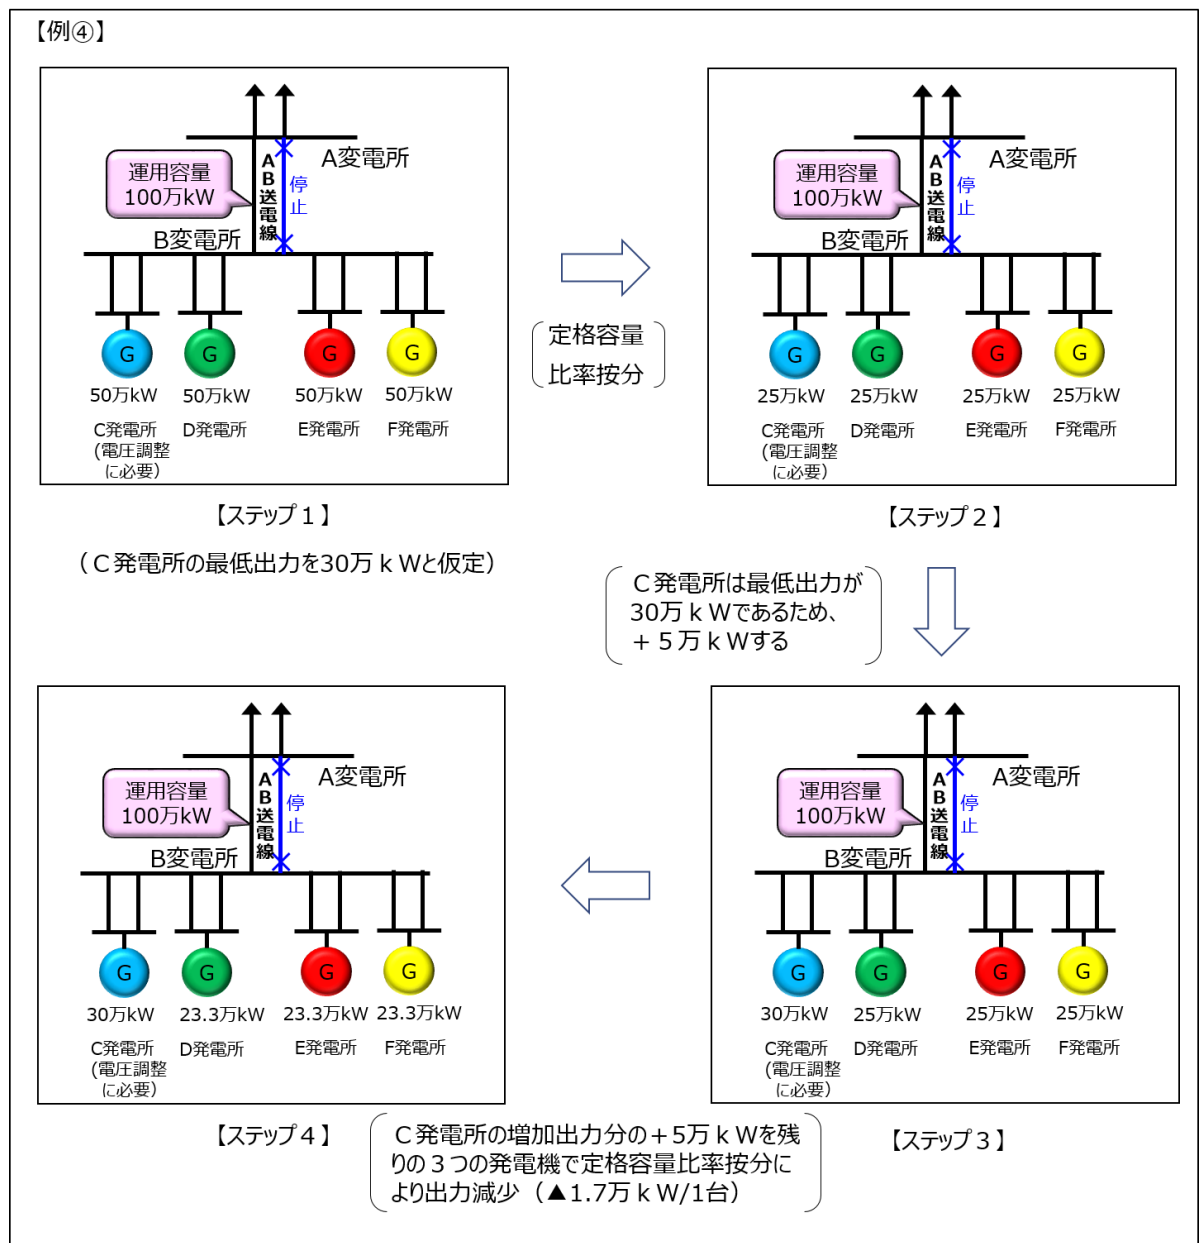 【例④】
A変電所
運用容量
100万kW
AB送電線
停止
B変電所
G
G
G
G
50万kW
50万kW
50万kW
50万kW
C発電所
(電圧調整
に必要)
D発電所
E発電所
F発電所
【ステップ１】
（Ｃ発電所の最低出力を30万ｋWと仮定）
定格容量
比率按分
A変電所
運用容量
100万kW
AB送電線
停止
B変電所
G
G
G
G
25万kW
25万kW
25万kW
25万kW
C発電所
(電圧調整
に必要)
D発電所
E発電所
F発電所
【ステップ２】
Ｃ発電所は最低出力が
30万ｋWであるため、
＋５万ｋWする
A変電所
運用容量
100万kW
AB送電線
停止
B変電所
G
G
G
G
30万kW
25万kW
25万kW
25万kW
C発電所
(電圧調整
に必要)
D発電所
E発電所
F発電所
【ステップ３】
Ｃ発電所の増加出力分の＋5万ｋWを残
りの３つの発電機で定格容量比率按分に
より出力減少（▲1.7万ｋW/1台）
A変電所
運用容量
100万kW
AB送電線
停止
B変電所
G
G
G
G
30万kW
23.3万kW
23.3万kW
23.3万kW
C発電所
(電圧調整
に必要)
D発電所
E発電所
F発電所
【ステップ４】